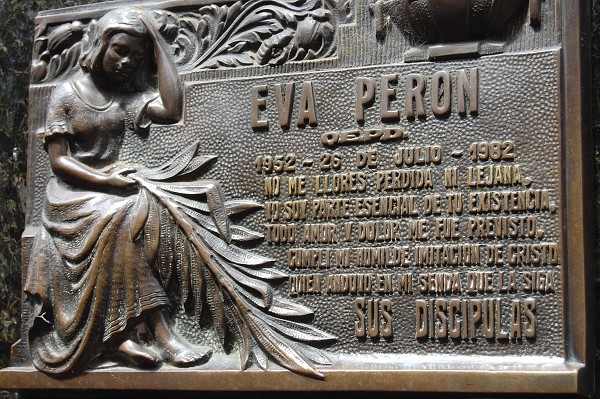 EVA PERON
Q.E.P.D.
1952 - 26 DE JULIO - 1982
NO ME LLORES PERDIDA NI LEJANA.
YO SOY PARTE ESENCIAL DE TU EXISTENCIA.
TODO AMOR Y DOLOR ME FUE PREVISTO.
CUMPLI MI HUMILDE IMITACION DE CRISTO
QUIEN ANDUVO EN MI SENDA QUE LA SIGA
SUS DISCIPULAS